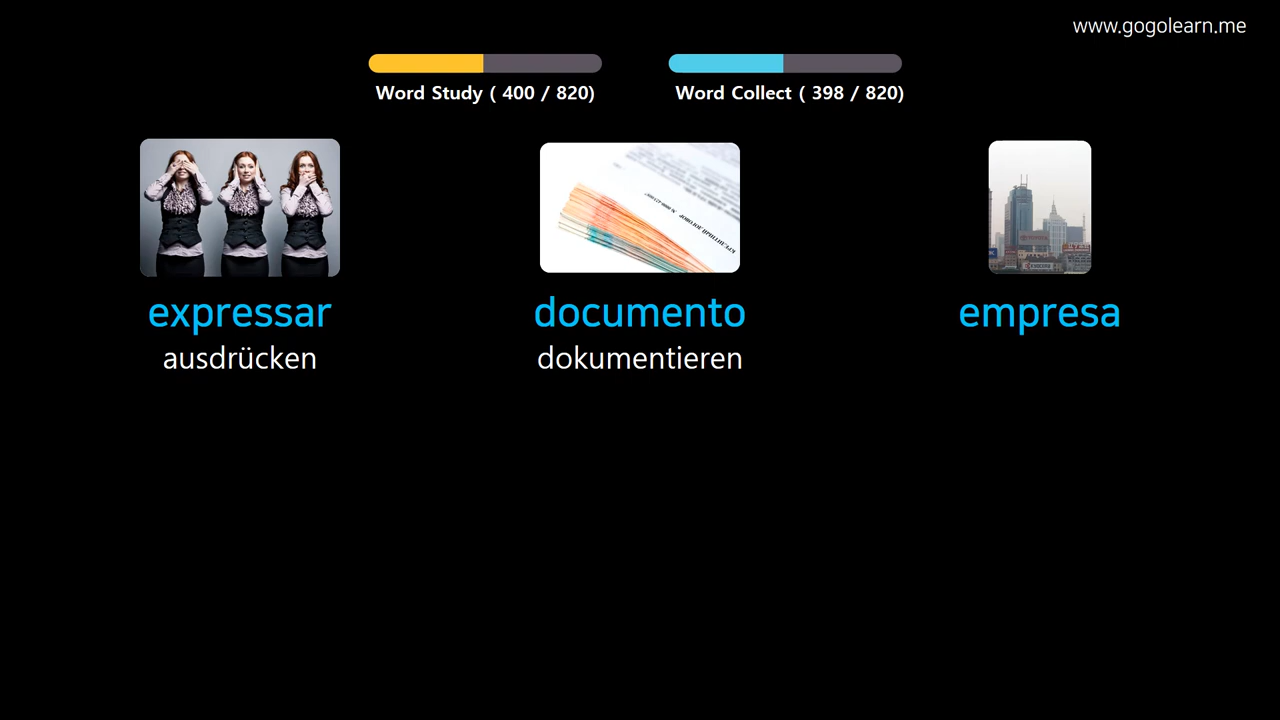 www.gogolearn.me
Word Study ( 400 / 820)
Word Collect ( 398 / 820)
expressar
documento
empresa
ausdrücken
dokumentieren